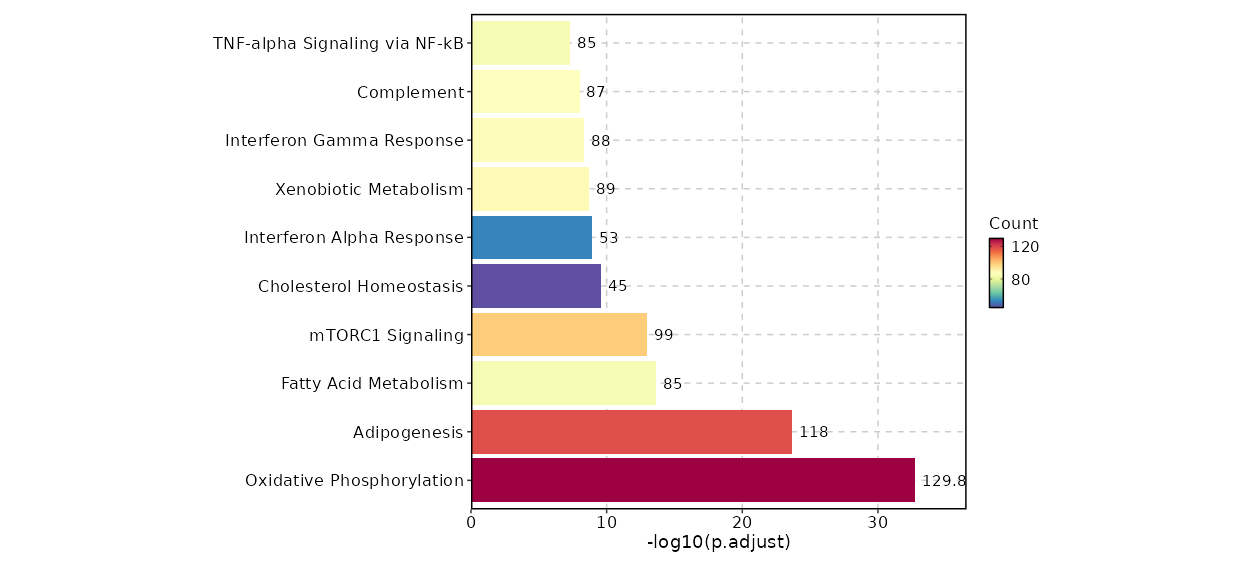 TNF-alpha Signaling via NF-kB 85
Complement 87
Interferon Gamma Response 88
Xenobiotic Metabolism 89
Interferon Alpha Response 53
Cholesterol Homeostasis 45
mTORC1 Signaling 99
Fatty Acid Metabolism 85
Adipogenesis 118
Oxidative Phosphorylation 129.8
0 10 20 30
-log10(p.adjust)
Count
120
80